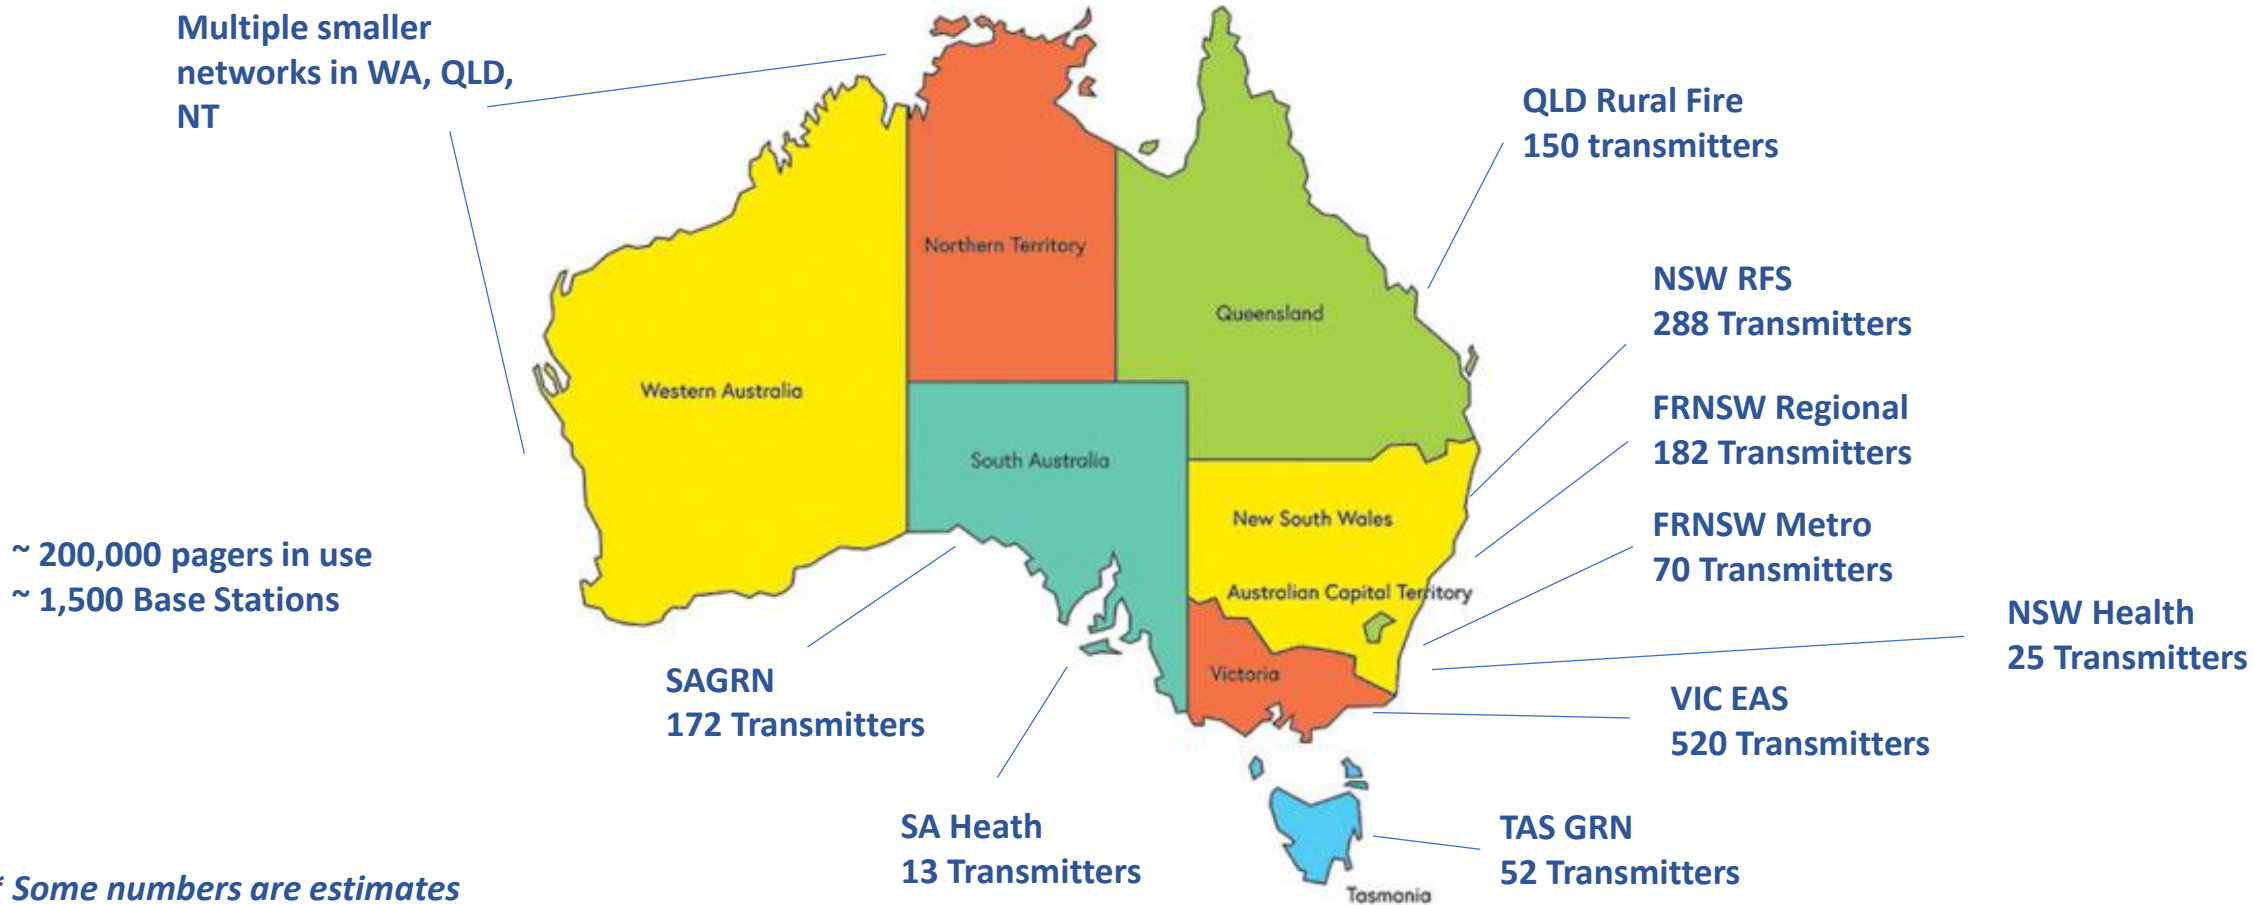 Multiple smaller
networks in WA, QLD,
NT
QLD Rural Fire
150 transmitters
Northern Territory
Queensland
Western Australia
South Australia
New South Wales
Australian Capital Territory
Victoria
Tasmania
NSW RFS
288 Transmitters
FRNSW Regional
182 Transmitters
FRNSW Metro
70 Transmitters
NSW Health
25 Transmitters
VIC EAS
520 Transmitters
~ 200,000 pagers in use
~ 1,500 Base Stations
SAGRN
172 Transmitters
SA Heath
13 Transmitters
TAS GRN
52 Transmitters
* Some numbers are estimates